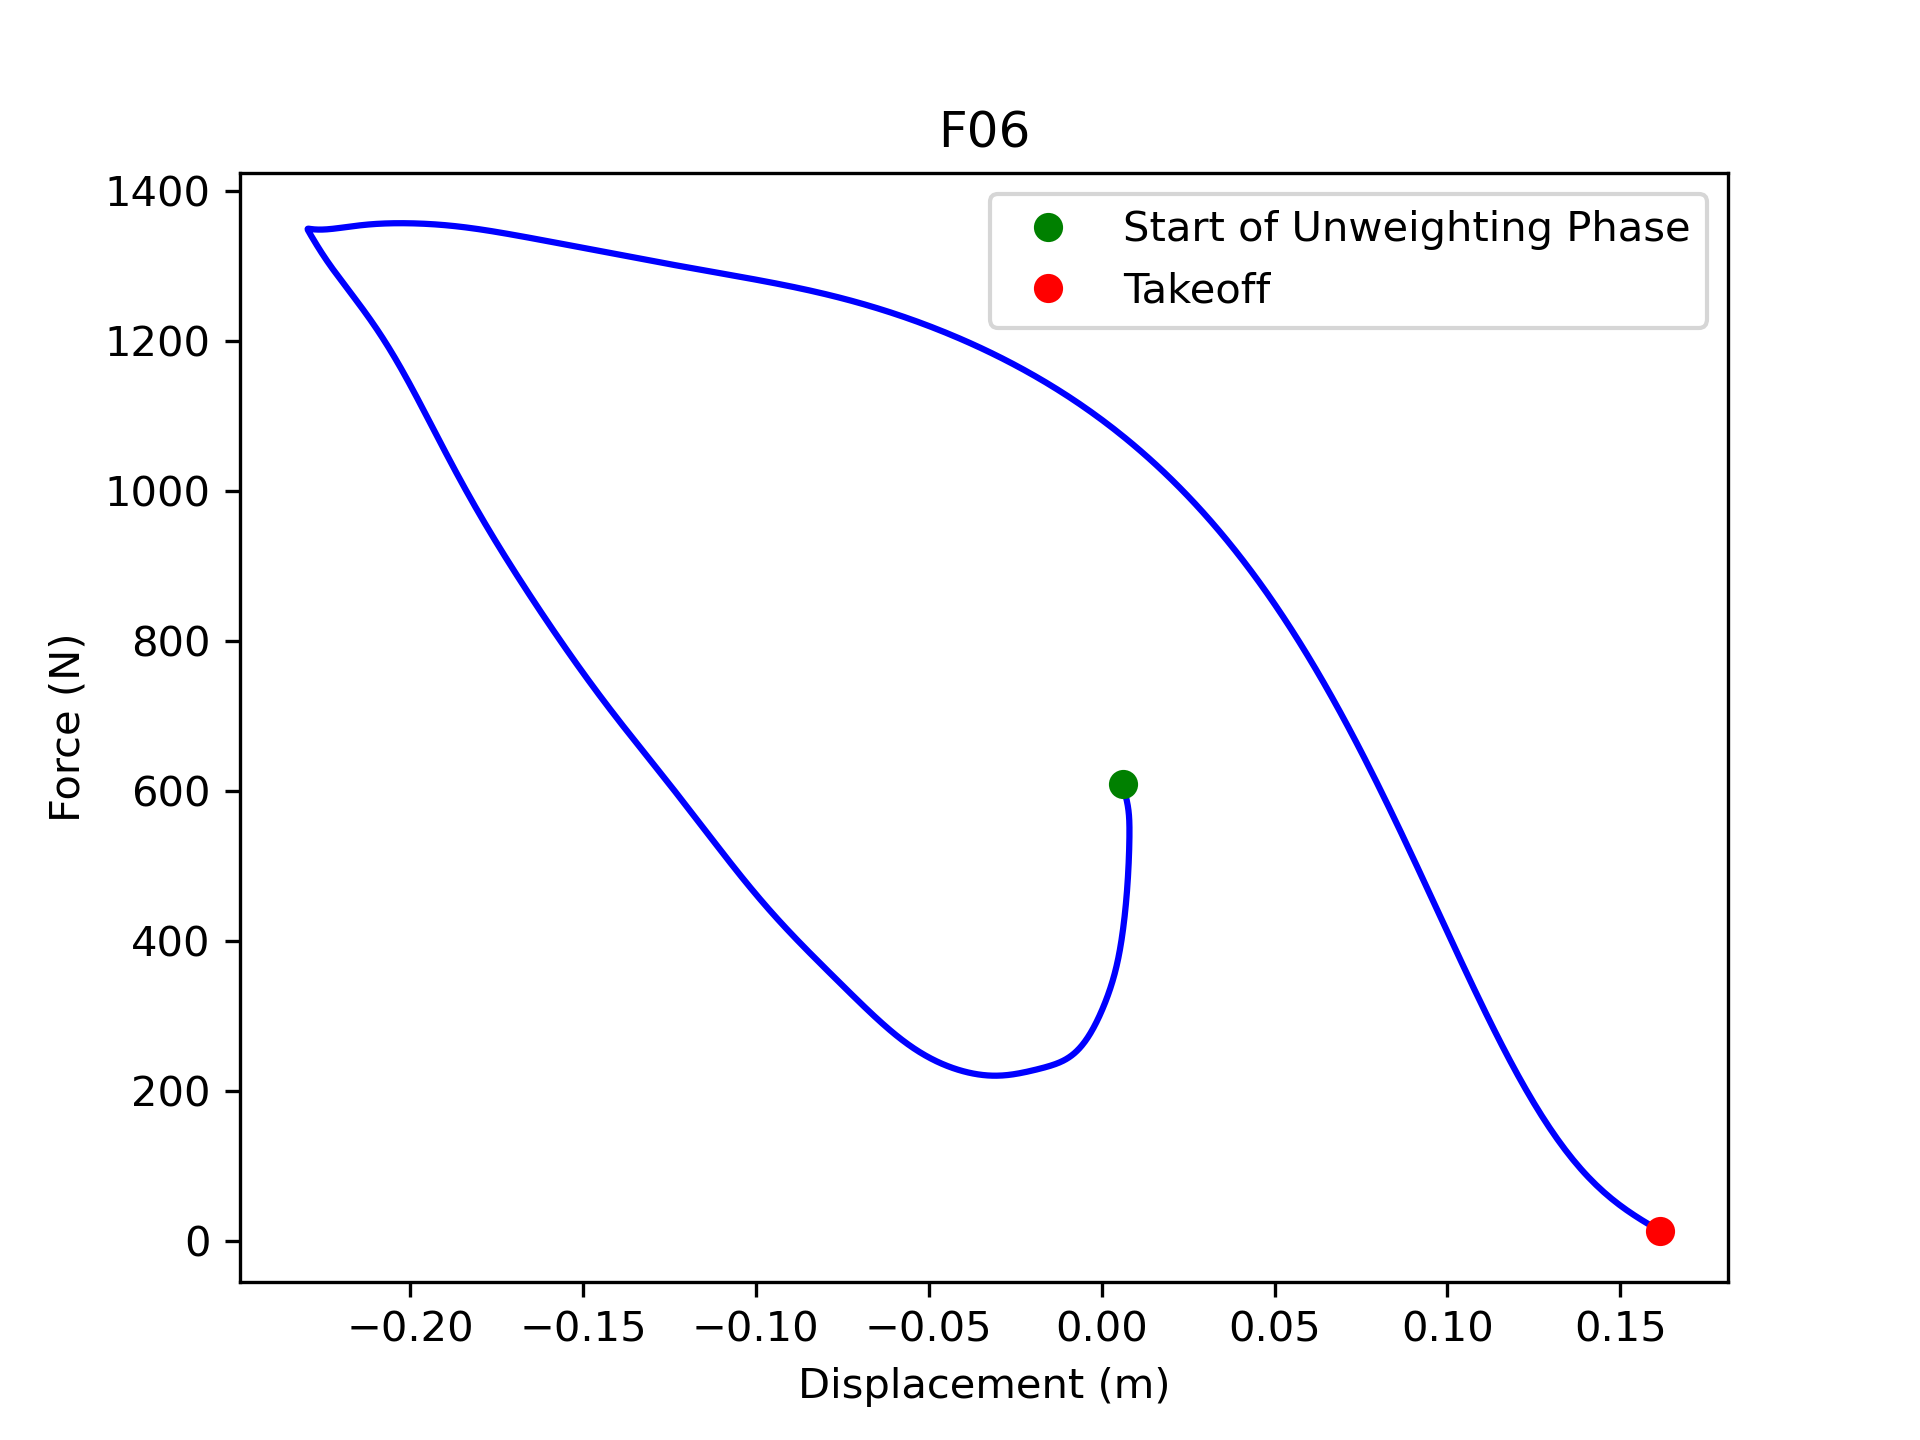 F06
Start of Unweighting Phase
Takeoff
Force (N)
1400
1200
1000
800
600
400
200
0
−0.20 −0.15 −0.10 −0.05 0.00 0.05 0.10 0.15
Displacement (m)